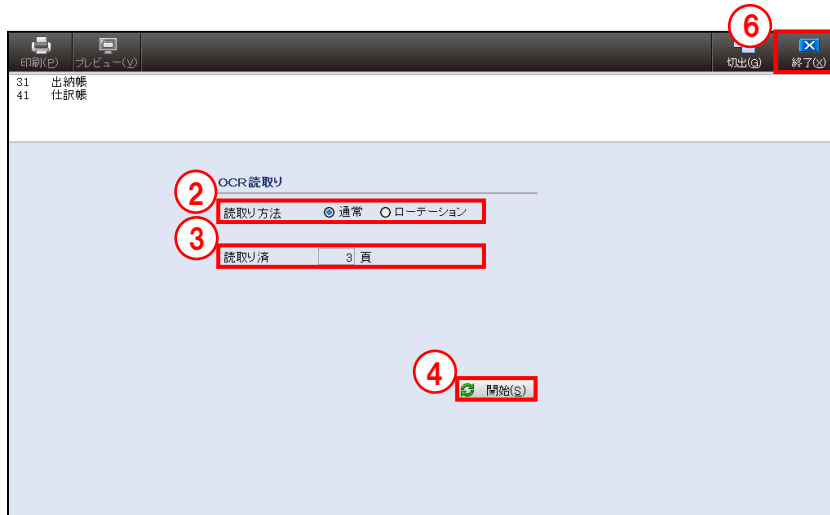 ⑥
印刷(P) プレビュー(V) 切出(G) 終了(X)
31 出納帳
41 仕訳帳
OCR読取り
②
読取り方法 通常 ローテーション
③
読取り済 3 頁
④
開始(S)